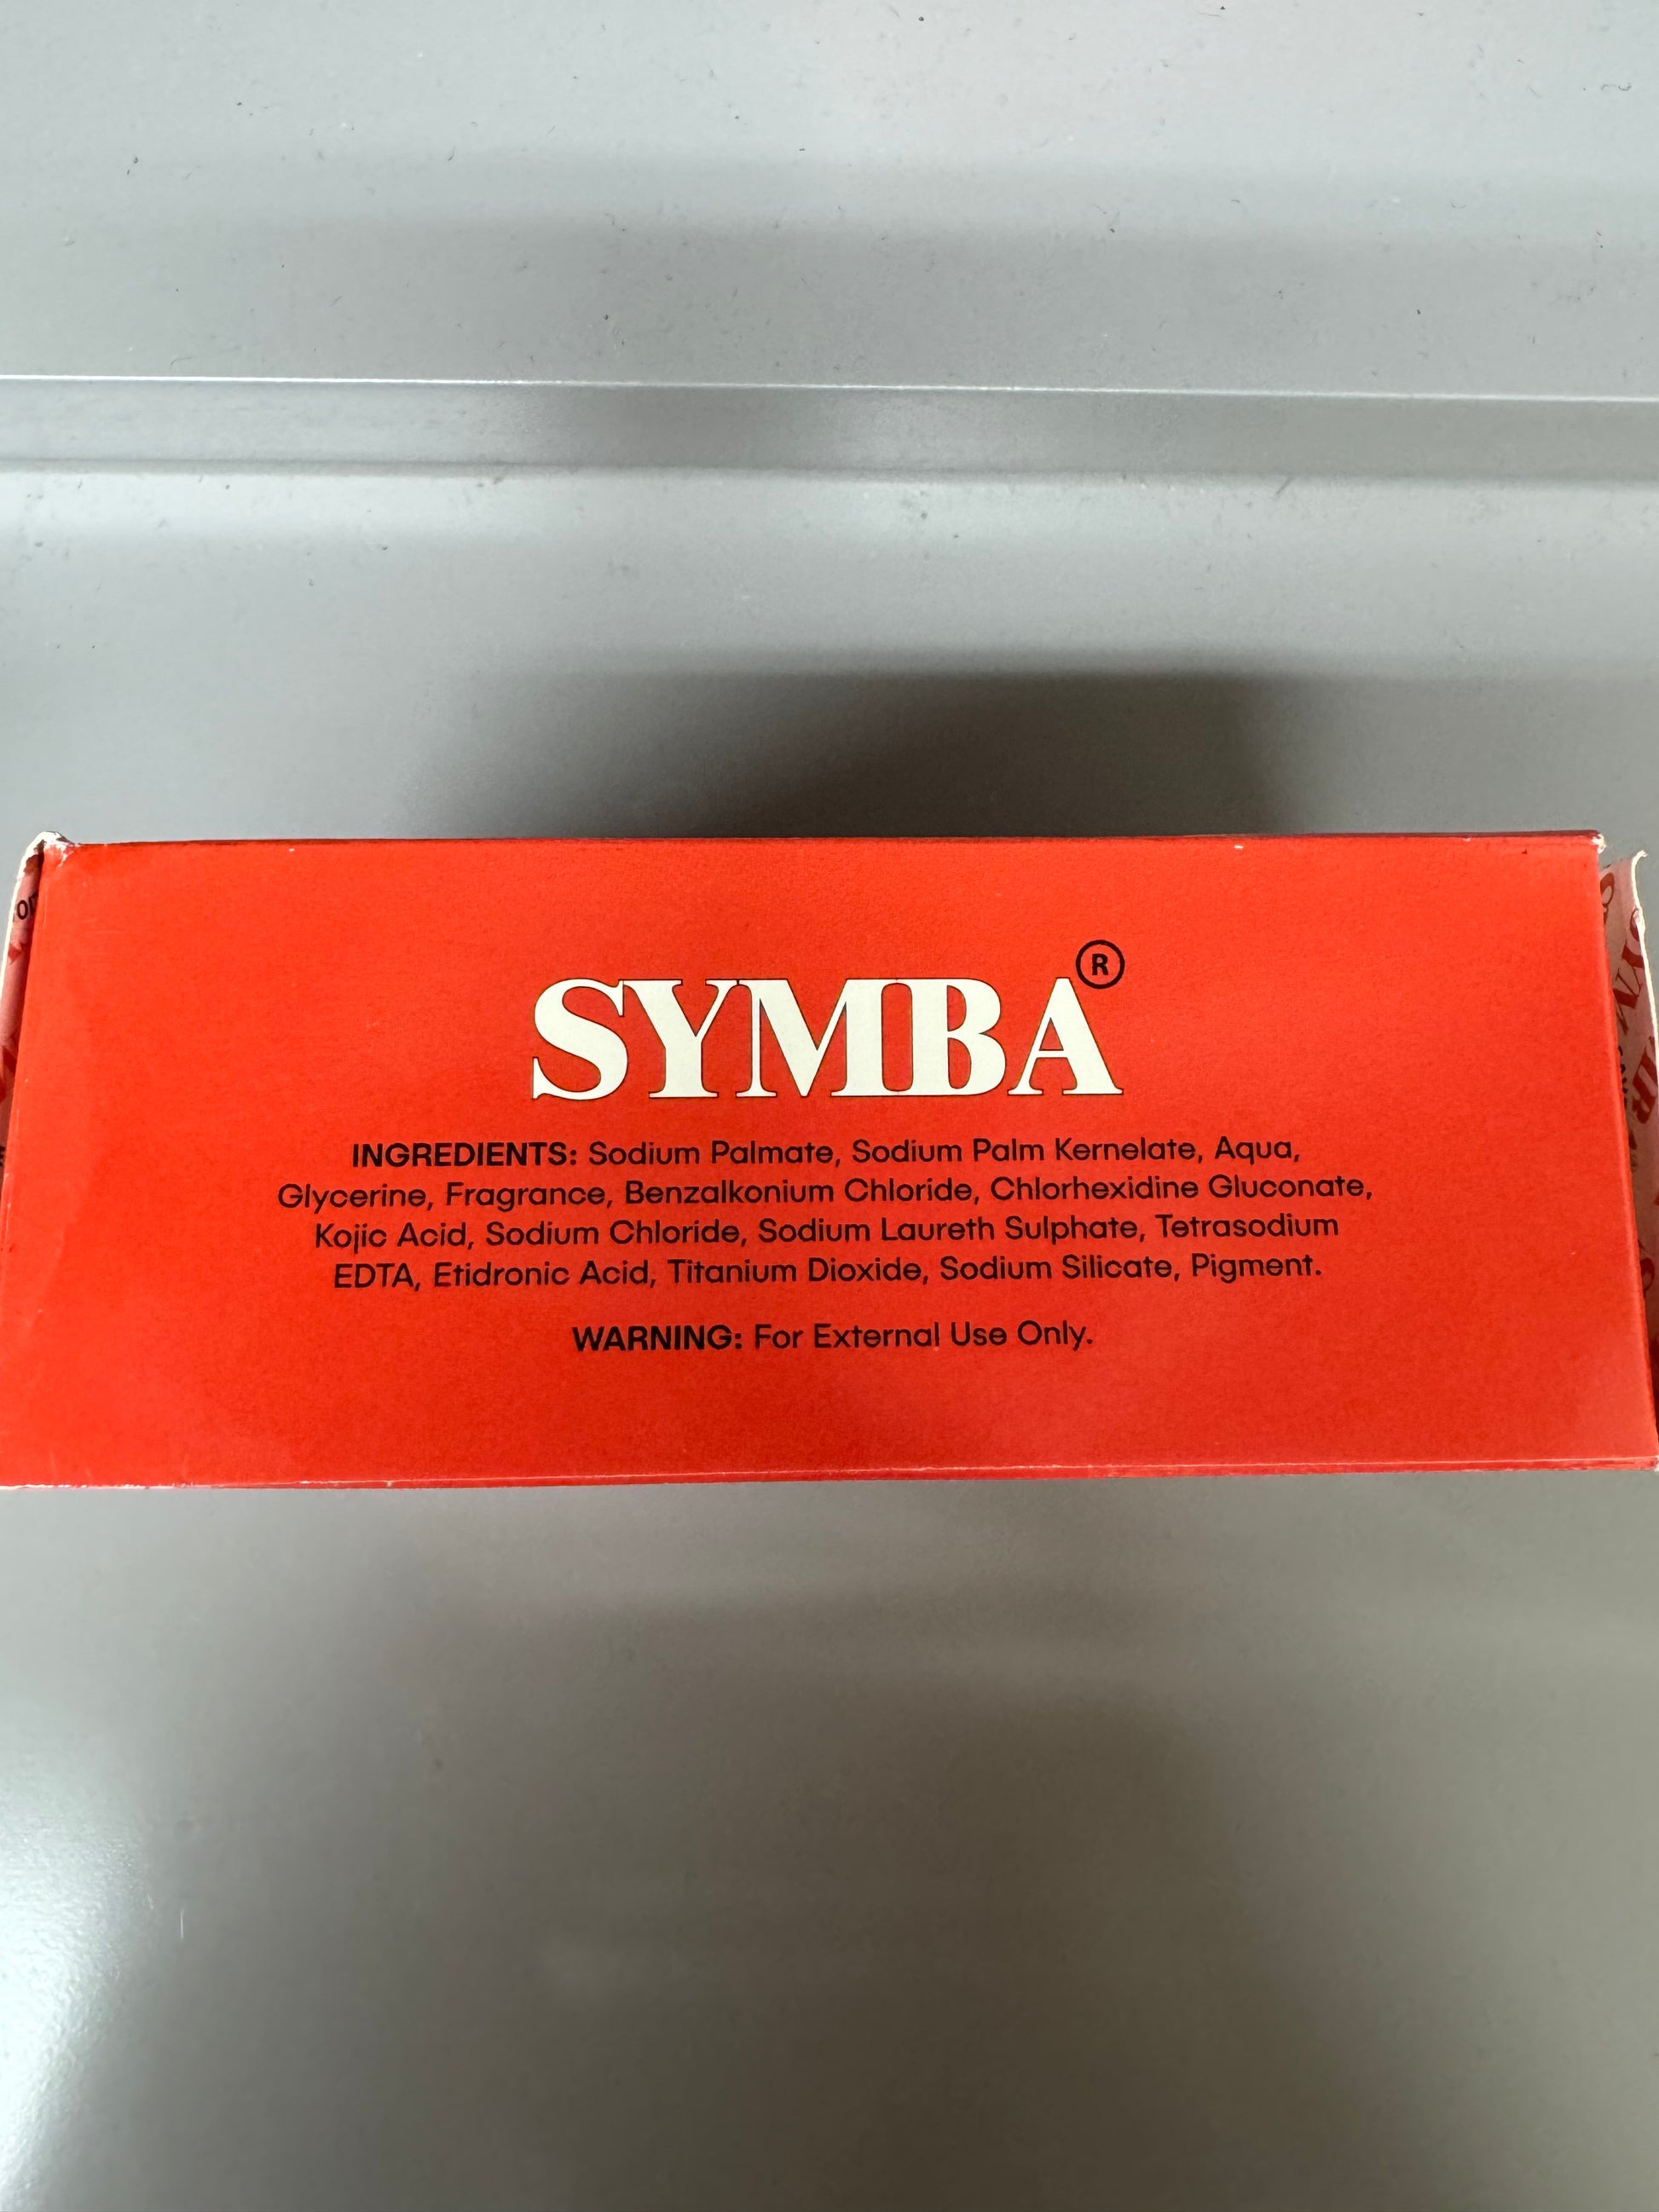 SYMBA®
INGREDIENTS: Sodium Palmate, Sodium Palm Kernelate, Aqua,
Glycerine, Fragrance, Benzalkonium Chloride, Chlorhexidine Gluconate,
Kojic Acid, Sodium Chloride, Sodium Laureth Sulphate, Tetrasodium
EDTA, Etidronic Acid, Titanium Dioxide, Sodium Silicate, Pigment.
WARNING: For External Use Only.